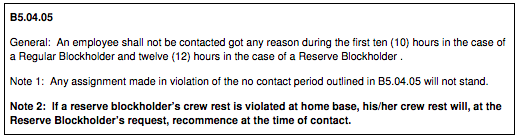 B5.04.05
General:  An employee shall not be contacted got any reason during the first ten (10) hours in the case of
a Regular Blockholder and twelve (12) hours in the case of a Reserve Blockholder .
Note 1:  Any assignment made in violation of the no contact period outlined in B5.04.05 will not stand.
Note 2:  If a reserve blockholder's crew rest is violated at home base, his/her crew rest will, at the
Reserve Blockholder's request, recommence at the time of contact.